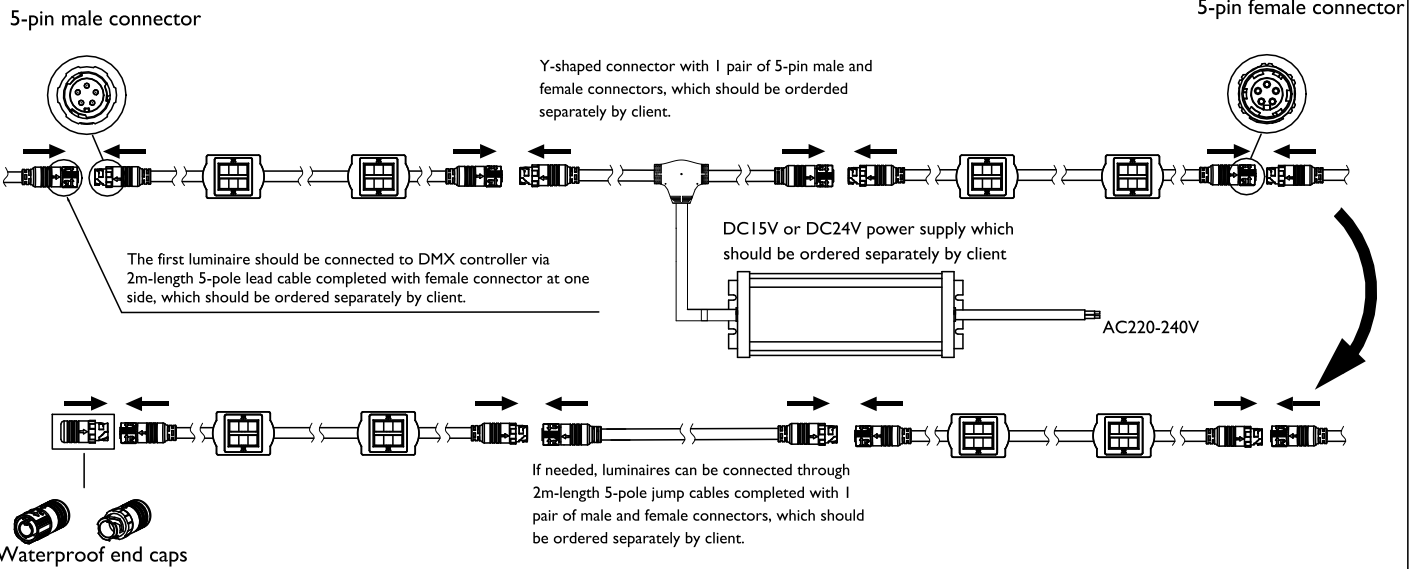 5-pin male connector
5-pin female connector
Y-shaped connector with 1 pair of 5-pin male and
female connectors, which should be orderded
separately by client.
The first luminaire should be connected to DMX controller via
2m-length 5-pole lead cable completed with female connector at one
side, which should be ordered separately by client.
DC15V or DC24V power supply which
should be ordered separately by client
AC220-240V
If needed, luminaires can be connected through
2m-length 5-pole jump cables completed with 1
pair of male and female connectors, which should
be ordered separately by client.
Waterproof end caps